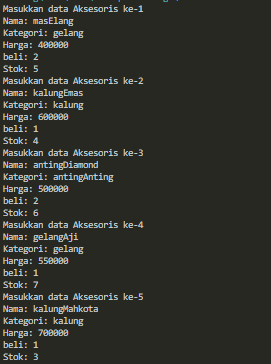 Masukkan data Aksesoris ke-1
Nama: masElang
Kategori: gelang
Harga: 400000
beli: 2
Stok: 5
Masukkan data Aksesoris ke-2
Nama: kalungEmas
Kategori: kalung
Harga: 600000
beli: 1
Stok: 4
Masukkan data Aksesoris ke-3
Nama: antingDiamond
Kategori: antingAnting
Harga: 500000
beli: 2
Stok: 6
Masukkan data Aksesoris ke-4
Nama: gelangAji
Kategori: gelang
Harga: 550000
beli: 1
Stok: 7
Masukkan data Aksesoris ke-5
Nama: kalungMahkota
Kategori: kalung
Harga: 700000
beli: 1
Stok: 3